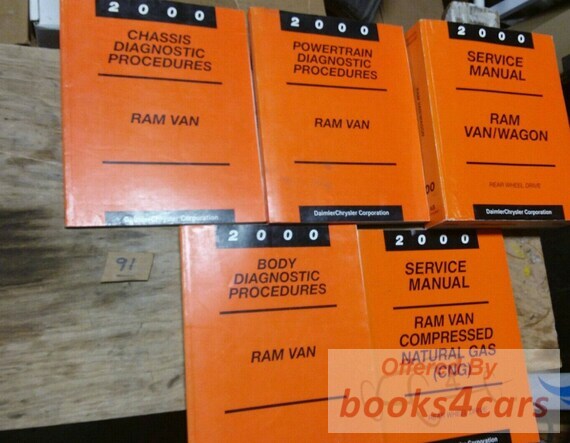 2000
CHASSIS
DIAGNOSTIC
PROCEDURES
RAM VAN
DaimlerChrysler Corporation
2000
POWERTRAIN
DIAGNOSTIC
PROCEDURES
RAM VAN
DaimlerChrysler Corporation
2000
SERVICE
MANUAL
RAM
VAN/WAGON
REAR WHEEL DRIVE
DaimlerChrysler Corporation
91
2000
BODY
DIAGNOSTIC
PROCEDURES
RAM VAN
2000
SERVICE
MANUAL
RAM VAN
COMPRESSED
NATURAL GAS
(CNG)
Offered By
books4cars